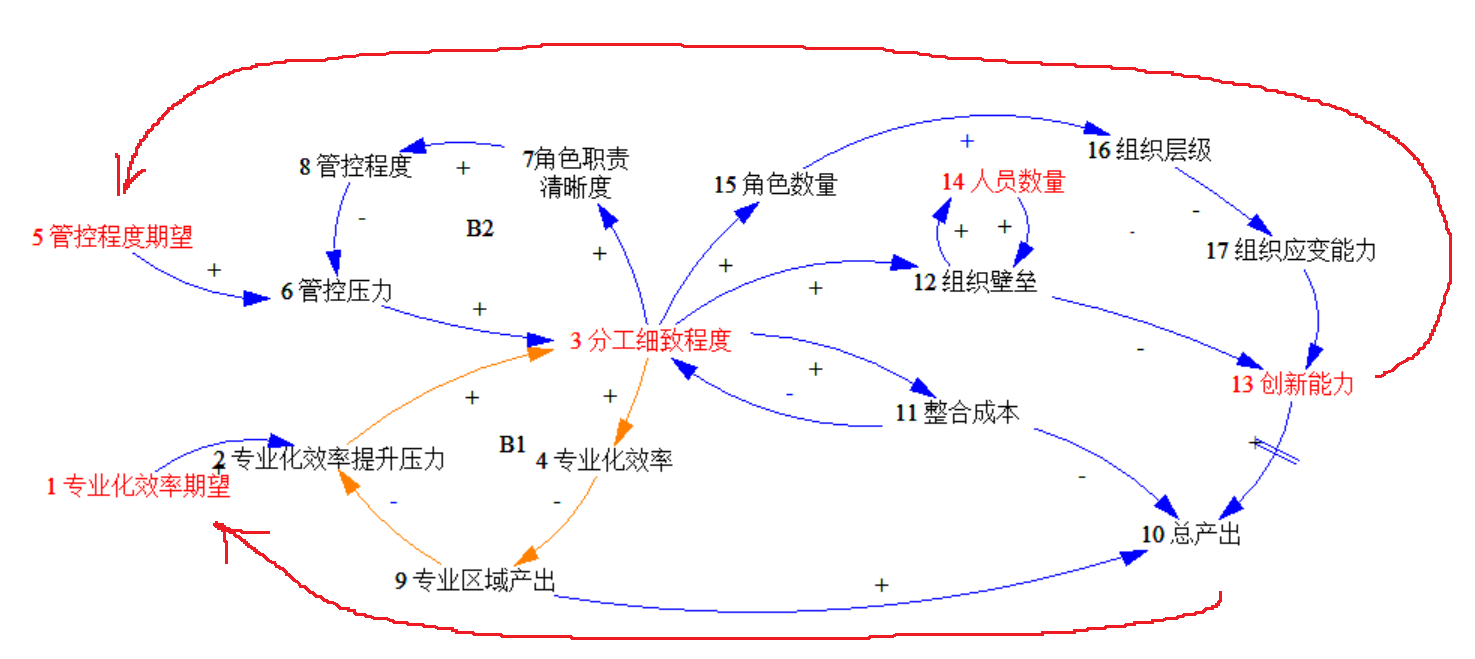 8 管控程度
+
7角色职责
清晰度
15 角色数量
+
16 组织层级
14 人员数量
-
B2
-
-
5 管控程度期望
+
+
+
+
+
17 组织应变能力
6 管控压力
+
+
12 组织壁垒
3 分工细致程度
-
+
13 创新能力
+
+
-
11 整合成本
B1
+
2 专业化效率提升压力
4 专业化效率
+
1 专业化效率期望
-
-
-
10 总产出
9 专业区域产出
+